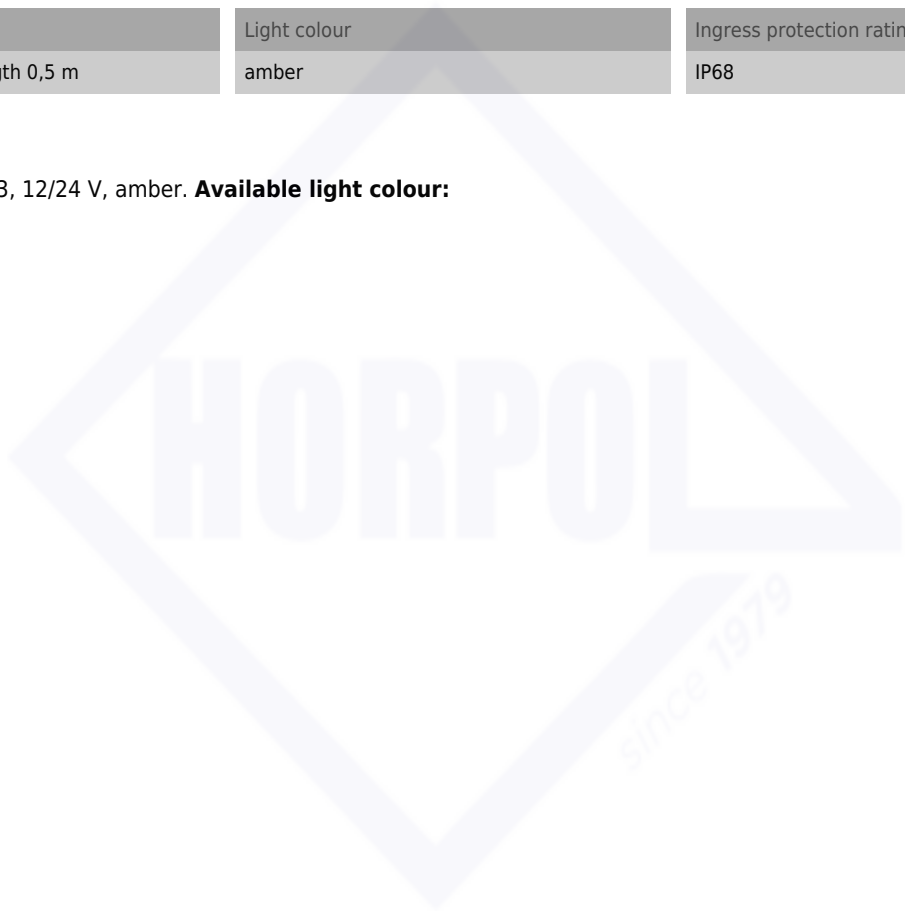 Light colour
Ingress protection ratin
gth 0,5 m
amber
IP68
3, 12/24 V, amber. Available light colour:
HORPOL
since 1979